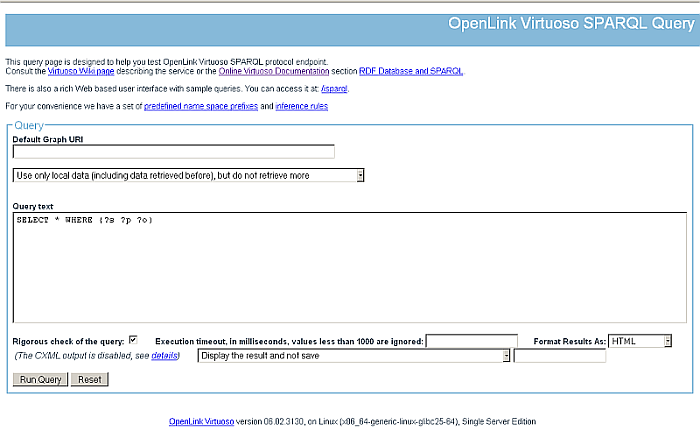 OpenLink Virtuoso SPARQL Query
This query page is designed to help you test OpenLink Virtuoso SPARQL protocol endpoint.
Consult the Virtuoso Wiki page describing the service or the Online Virtuoso Documentation section RDF Database and SPARQL.
There is also a rich Web based user interface with sample queries. You can access it at: /isparql.
For your convenience we have a set of predefined name space prefixes and inference rules
Query
Default Graph URI
Use only local data (including data retrieved before), but do not retrieve more
Query text
SELECT * WHERE {?s ?p ?o}
Rigorous check of the query: Execution timeout, in milliseconds, values less than 1000 are ignored: Format Results As: HTML
(The CXML output is disabled, see details) Display the result and not save
Run Query Reset
OpenLink Virtuoso version 06.02.3130, on Linux (x86_64-generic-linux-glibc25-64), Single Server Edition